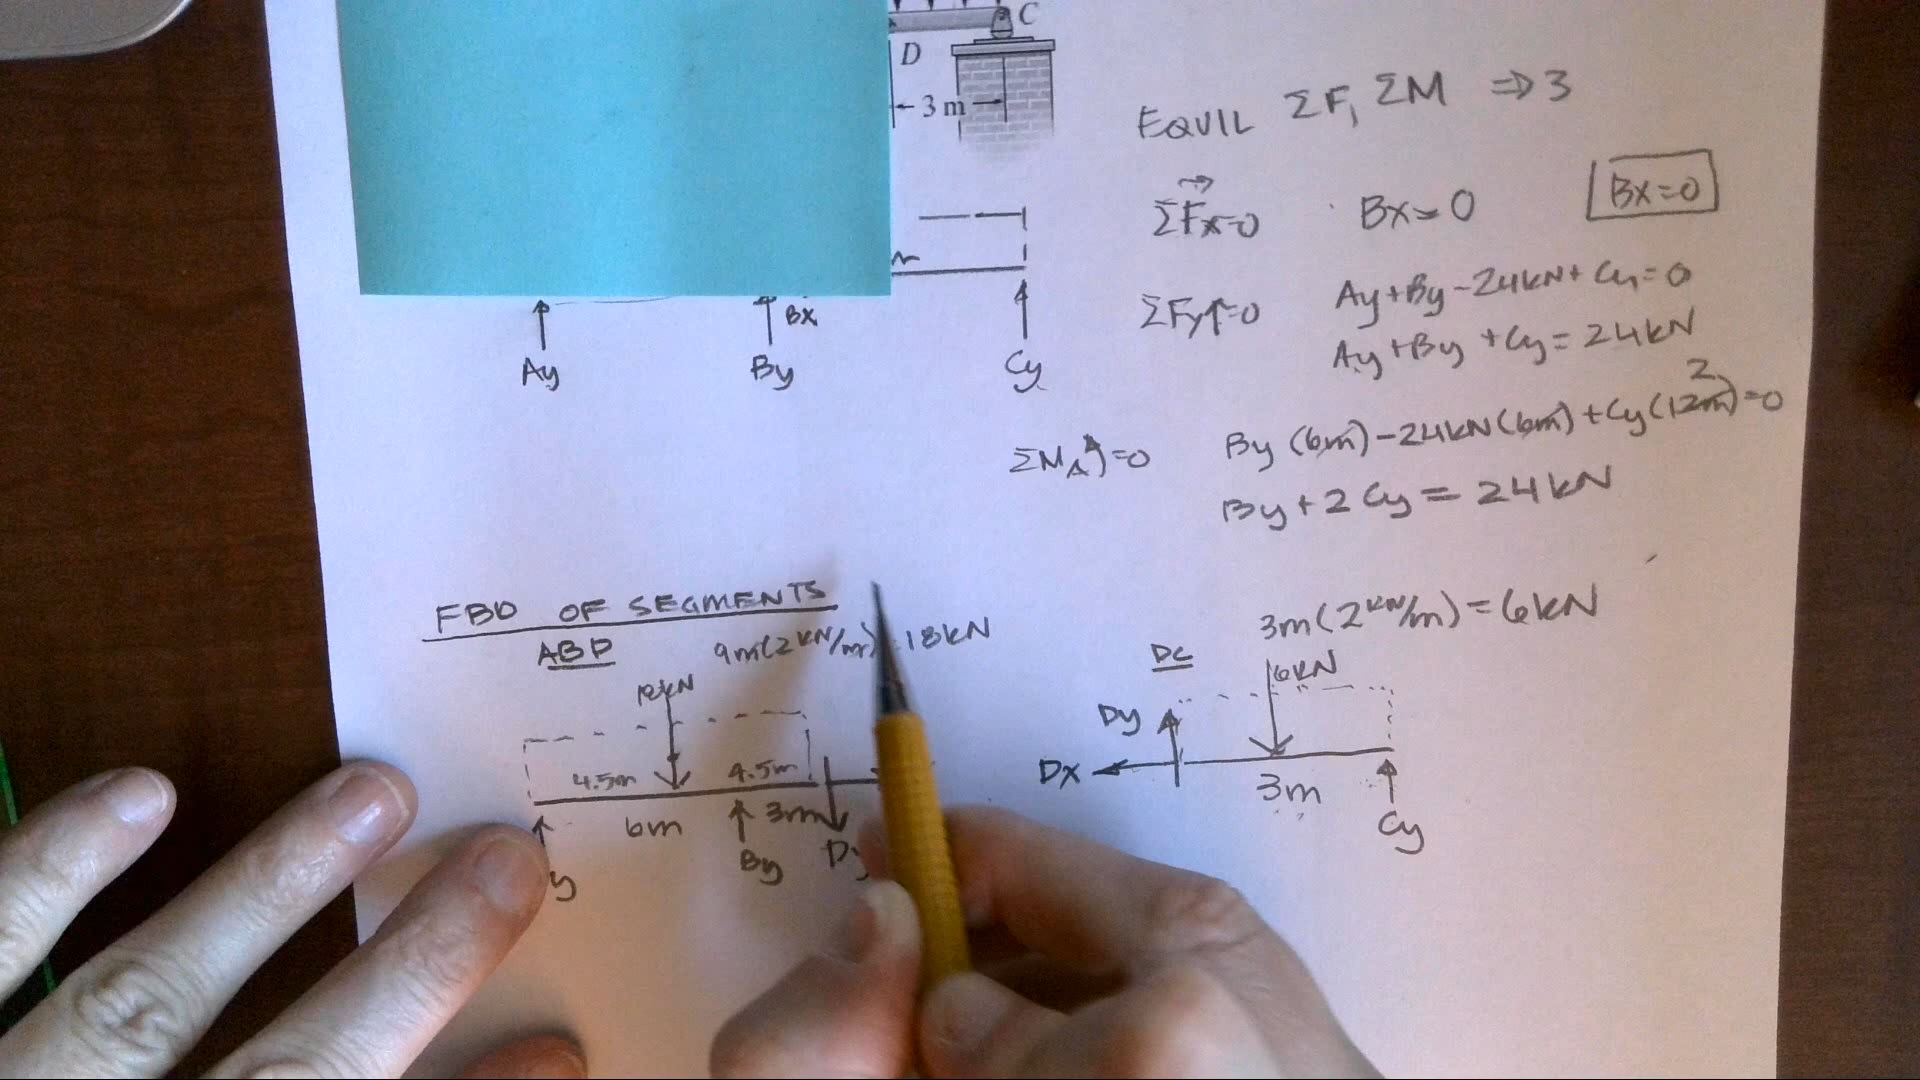 C
D
3 m
EQUIL ΣF, ΣM ⇒ 3
ΣFx=0 Bx=0 Bx=0
Bx
Ay By Cy
ΣFy↑=0 Ay+By-24kN+Cy=0
Ay+By+Cy=24kN
2
ΣMA=0 By(6m)-24kN(6m)+Cy(12m)=0
By+2Cy=24kN
FBD OF SEGMENTS
ABD 9m(2kN/m) 18kN
18kN
4.5m 4.5m
6m 3m
y By Dy
3m(2kN/m)=6kN
DC
6kN
Dy
Dx
3m
Cy